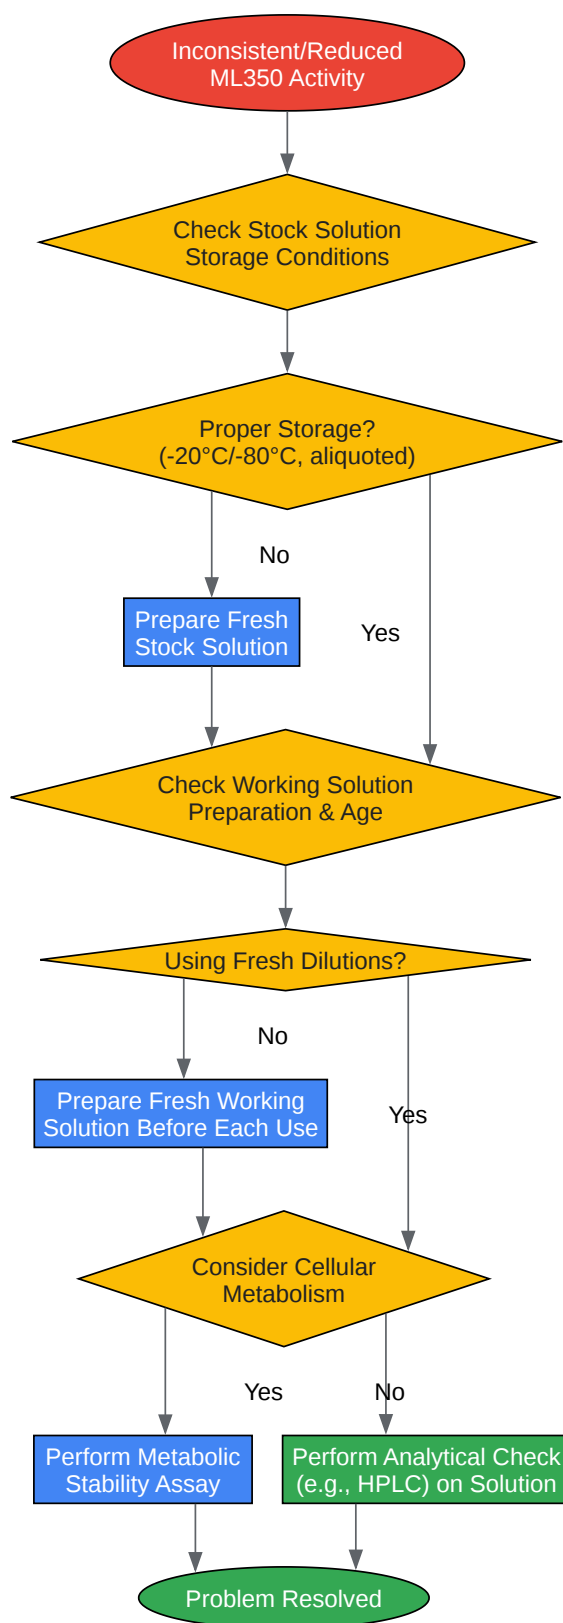 Inconsistent/Reduced
ML350 Activity
Check Stock Solution
Storage Conditions
Proper Storage?
(-20°C/-80°C, aliquoted)
No
Prepare Fresh
Stock Solution
Yes
Check Working Solution
Preparation & Age
Using Fresh Dilutions?
No
Prepare Fresh Working
Solution Before Each Use
Yes
Consider Cellular
Metabolism
Yes
No
Perform Metabolic
Stability Assay
Perform Analytical Check
(e.g., HPLC) on Solution
Problem Resolved